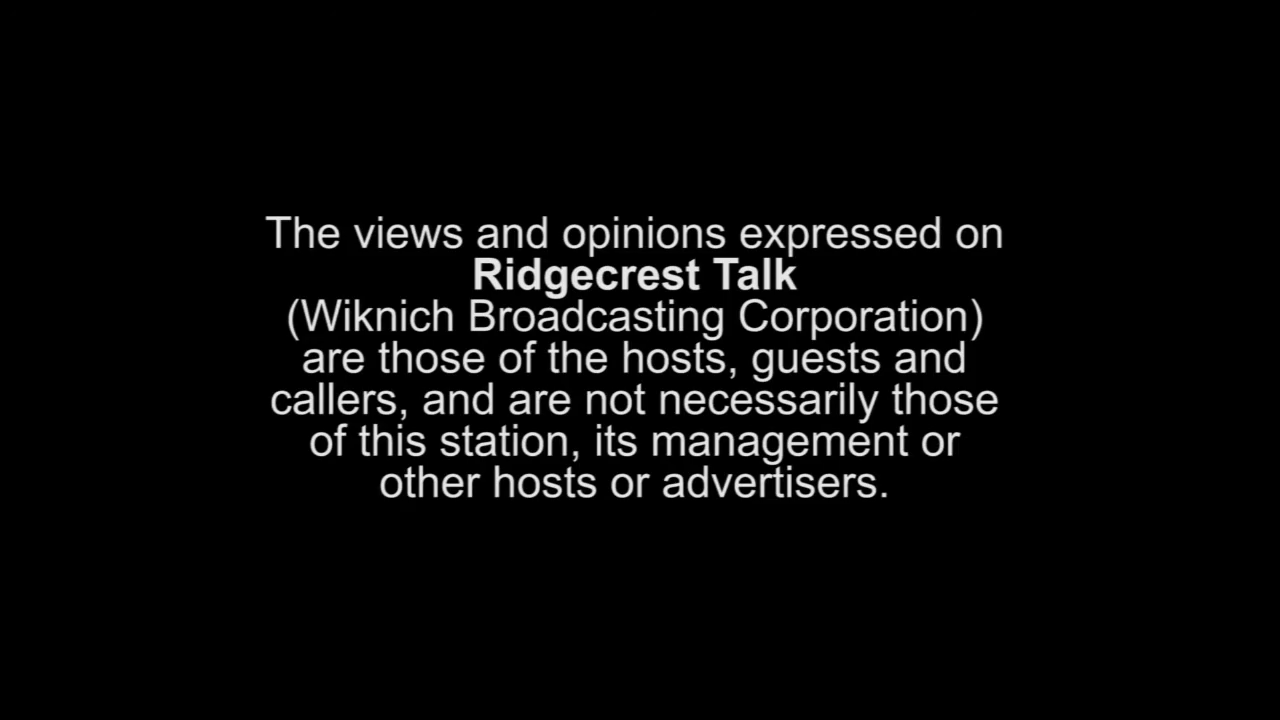 The views and opinions expressed on
Ridgecrest Talk
(Wiknich Broadcasting Corporation)
are those of the hosts, guests and
callers, and are not necessarily those
of this station, its management or
other hosts or advertisers.